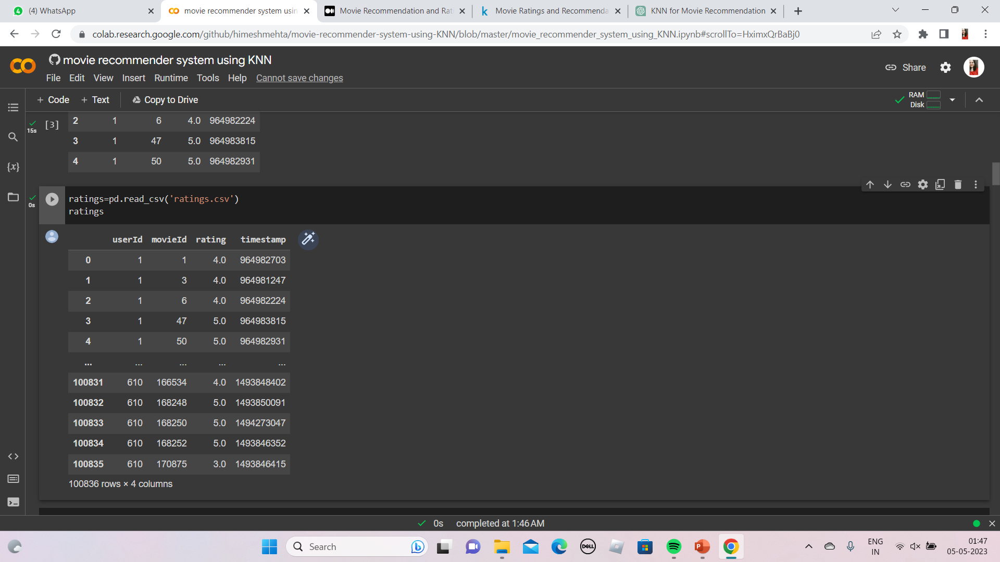 (4) WhatsApp
movie recommender system usin
Movie Recommendation and Rati
Movie Ratings and Recommenda
KNN for Movie Recommendation
colab.research.google.com/github/himeshmehta/movie-recommender-system-using-KNN/blob/master/movie_recommender_system_using_KNN.ipynb#scrollTo=HximxQrBaBj0
movie recommender system using KNN
File Edit View Insert Runtime Tools Help Cannot save changes
Share
+ Code + Text Copy to Drive
RAM
Disk
15s
[3]
2 1 6 4.0 964982224
3 1 47 5.0 964983815
4 1 50 5.0 964982931
{x}
0s
ratings=pd.read_csv('ratings.csv')
ratings
userId movieId rating timestamp
0 1 1 4.0 964982703
1 1 3 4.0 964981247
2 1 6 4.0 964982224
3 1 47 5.0 964983815
4 1 50 5.0 964982931
... ... ... ... ...
100831 610 166534 4.0 1493848402
100832 610 168248 5.0 1493850091
100833 610 168250 5.0 1494273047
100834 610 168252 5.0 1493846352
100835 610 170875 3.0 1493846415
100836 rows × 4 columns
0s completed at 1:46 AM
Search
DELL
ENG
IN
01:47
05-05-2023